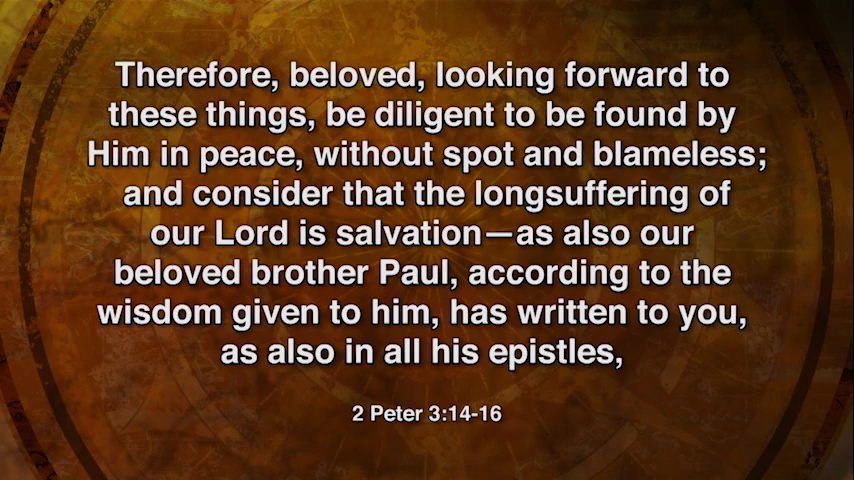 Therefore, beloved, looking forward to
these things, be diligent to be found by
Him in peace, without spot and blameless;
and consider that the longsuffering of
our Lord is salvation—as also our
beloved brother Paul, according to the
wisdom given to him, has written to you,
as also in all his epistles,
2 Peter 3:14-16